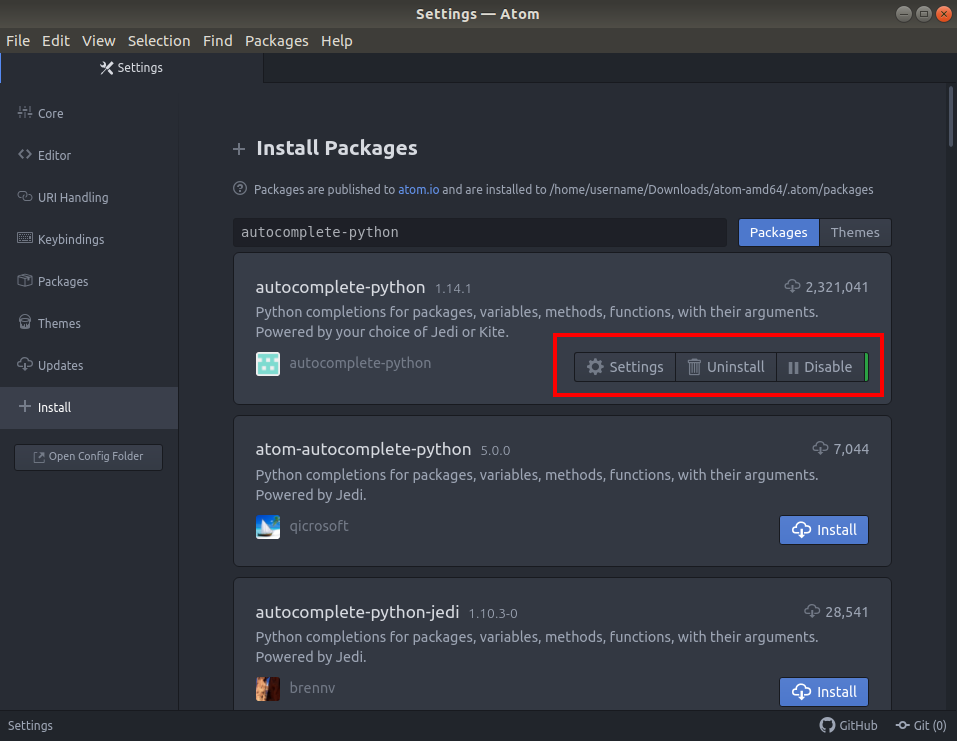 Settings — Atom
File Edit View Selection Find Packages Help
Settings
Core
Editor
URI Handling
Keybindings
Packages
Themes
Updates
Install
Open Config Folder
Install Packages
Packages are published to atom.io and are installed to /home/username/Downloads/atom-amd64/.atom/packages
autocomplete-python
Packages Themes
autocomplete-python 1.14.1 2,321,041
Python completions for packages, variables, methods, functions, with their arguments.
Powered by your choice of Jedi or Kite.
autocomplete-python
Settings Uninstall Disable
atom-autocomplete-python 5.0.0 7,044
Python completions for packages, variables, methods, functions, with their arguments.
Powered by Jedi.
qicrosoft
Install
autocomplete-python-jedi 1.10.3-0 28,541
Python completions for packages, variables, methods, functions, with their arguments.
Powered by Jedi.
brennv
Install
Settings GitHub Git (0)